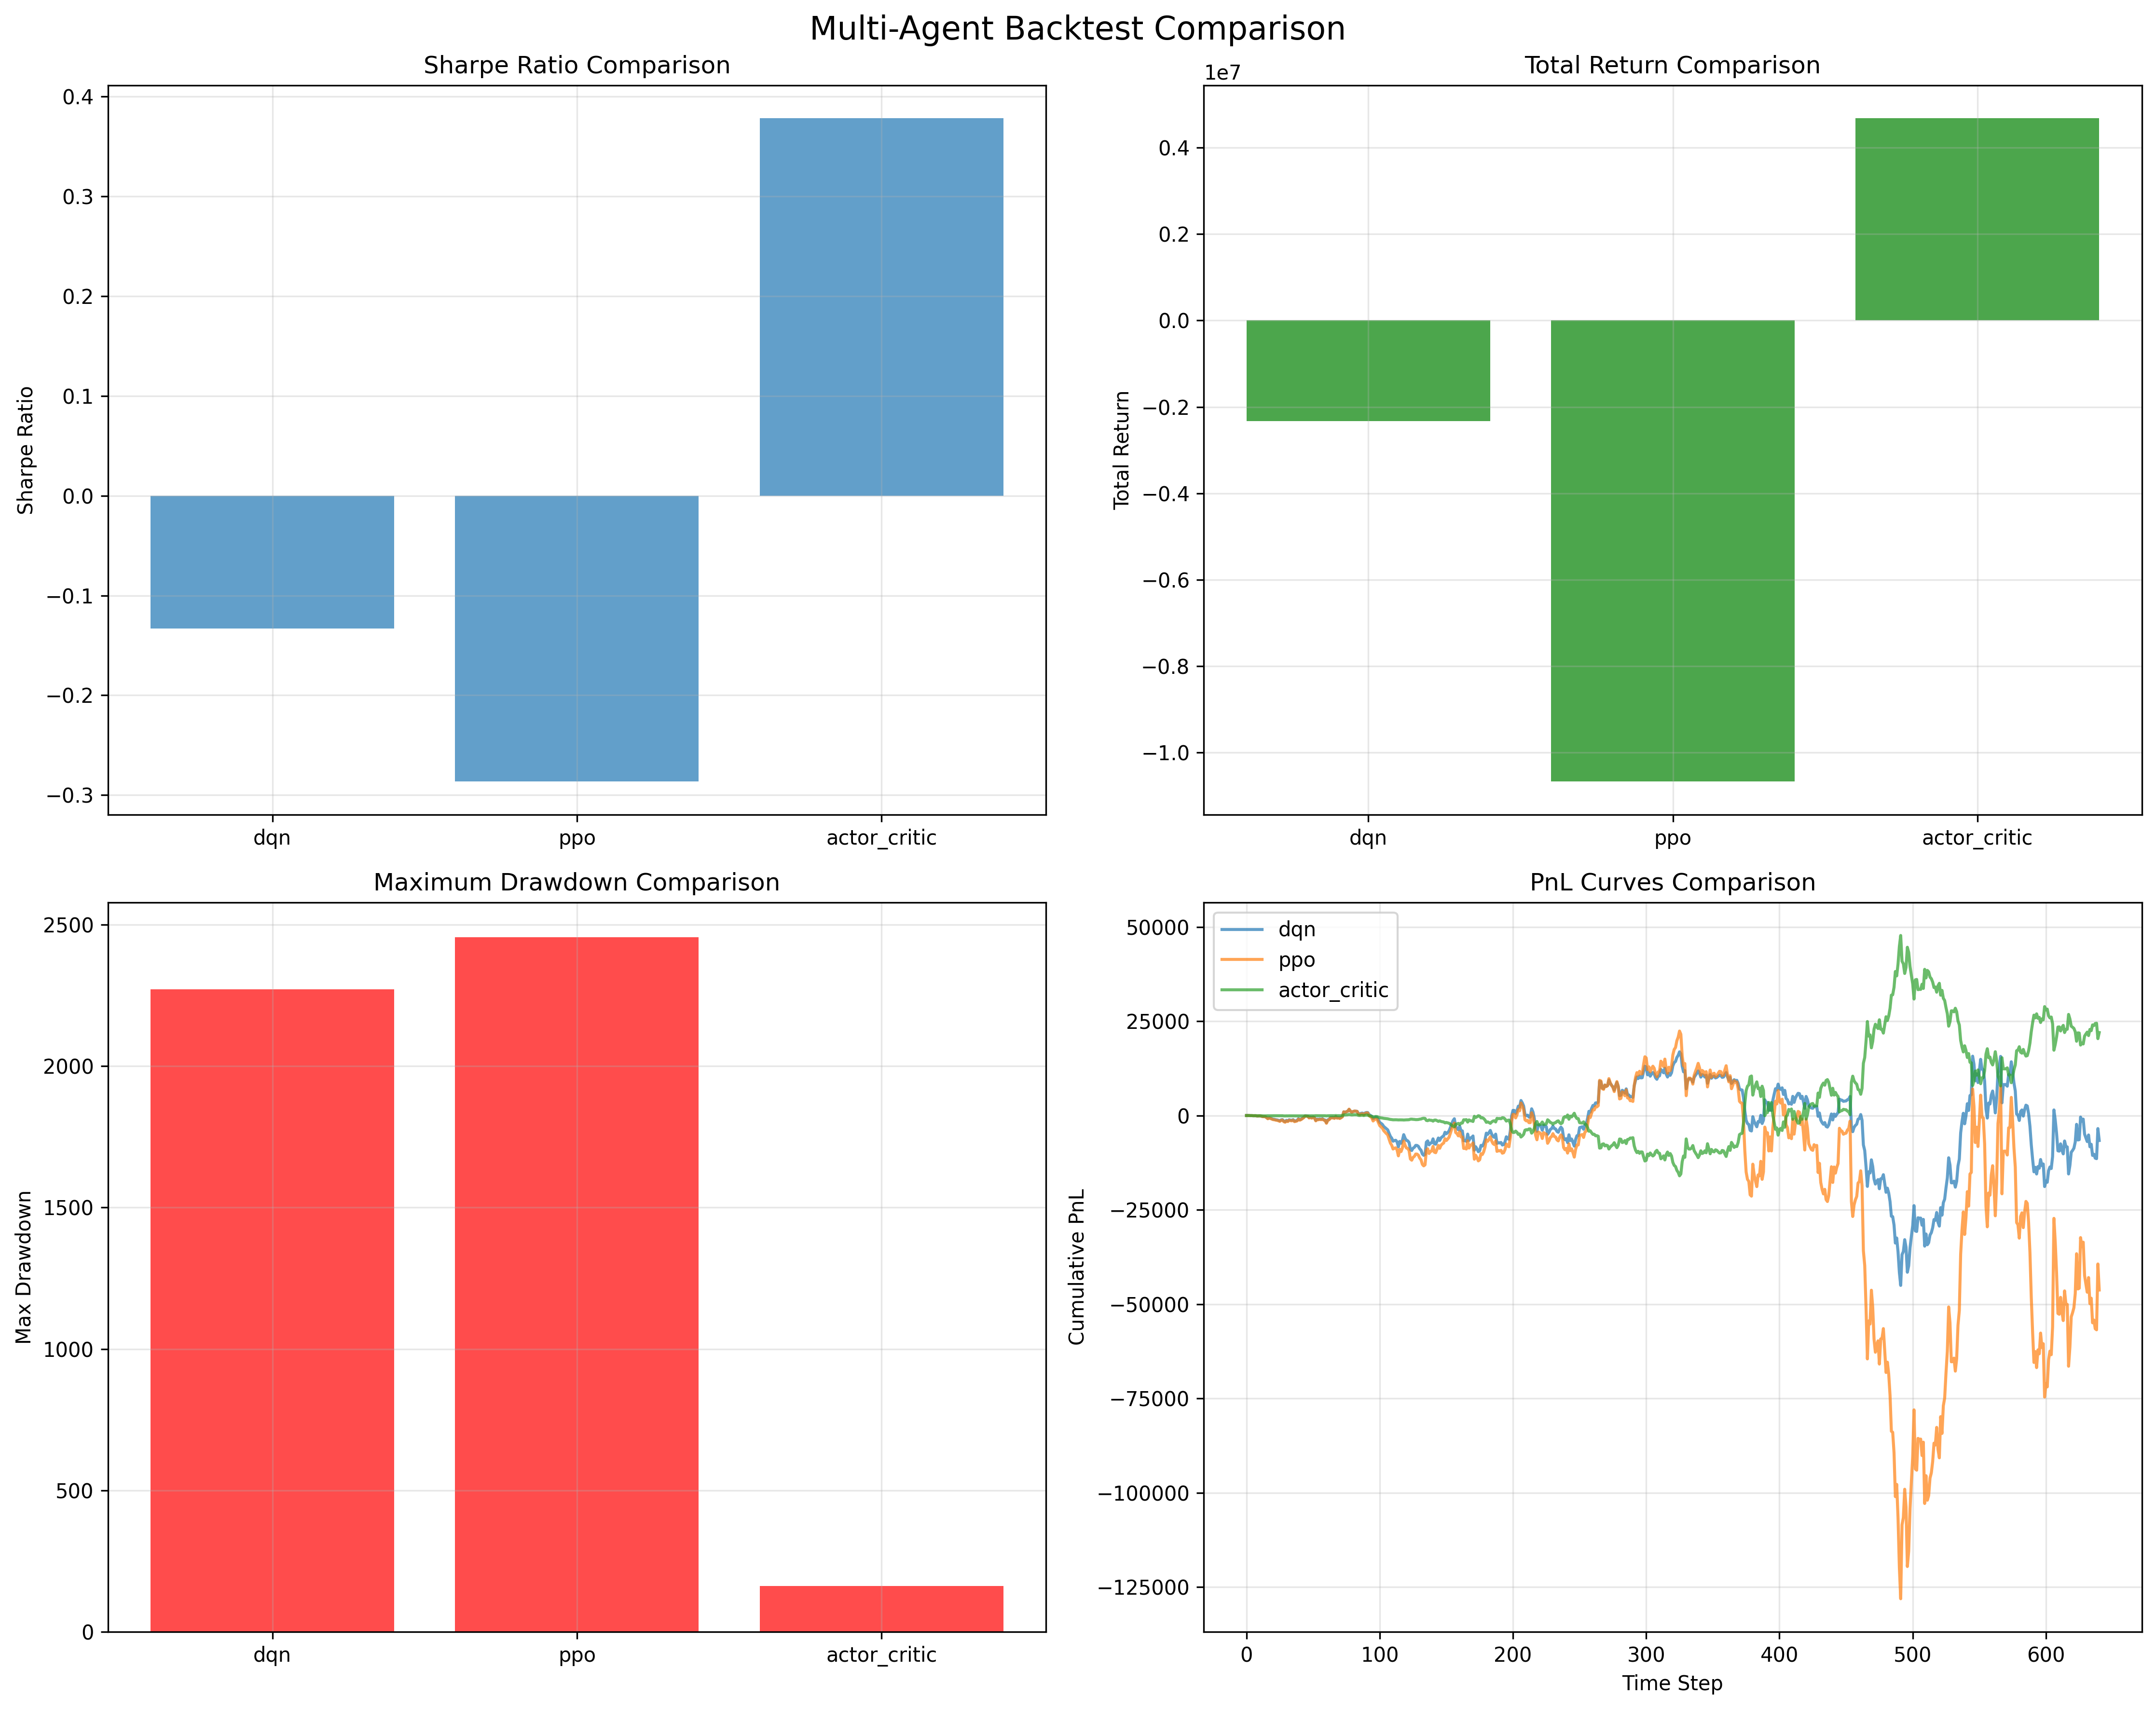 Multi-Agent Backtest Comparison
Sharpe Ratio Comparison
Sharpe Ratio
0.4
0.3
0.2
0.1
0.0
−0.1
−0.2
−0.3
dqn ppo actor_critic
Total Return Comparison
1e7
Total Return
0.4
0.2
0.0
−0.2
−0.4
−0.6
−0.8
−1.0
dqn ppo actor_critic
Maximum Drawdown Comparison
Max Drawdown
2500
2000
1500
1000
500
0
dqn ppo actor_critic
PnL Curves Comparison
dqn
ppo
actor_critic
Cumulative PnL
50000
25000
0
−25000
−50000
−75000
−100000
−125000
0 100 200 300 400 500 600
Time Step